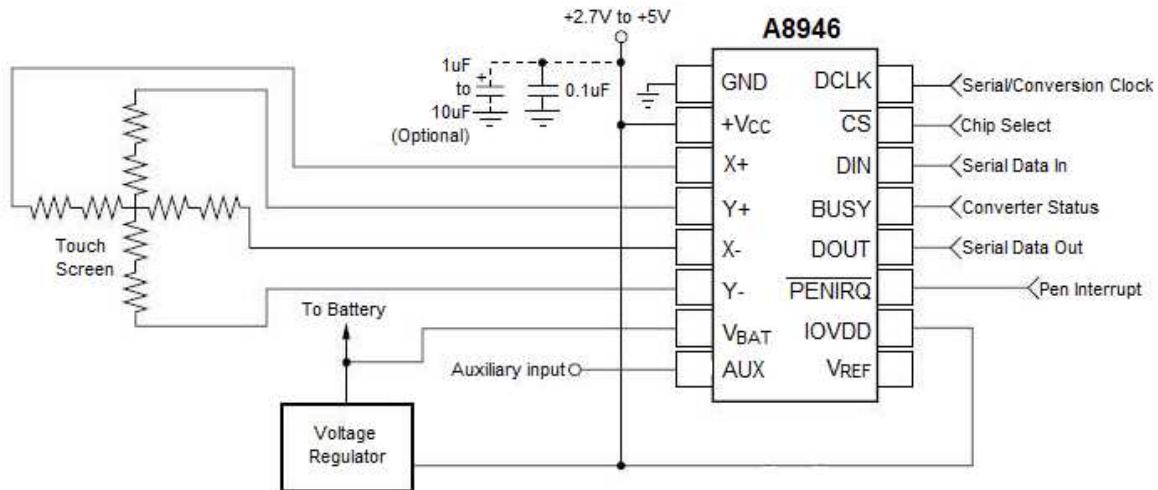 +2.7V to +5V
A8946
1uF
to
10uF
(Optional)
+
0.1uF
GND
DCLK
Serial/Conversion Clock
+VCC
CS
Chip Select
X+
DIN
Serial Data In
Y+
BUSY
Converter Status
Touch
Screen
X-
DOUT
Serial Data Out
Y-
PENIRQ
Pen Interrupt
To Battery
VBAT
IOVDD
Auxiliary input
AUX
VREF
Voltage
Regulator